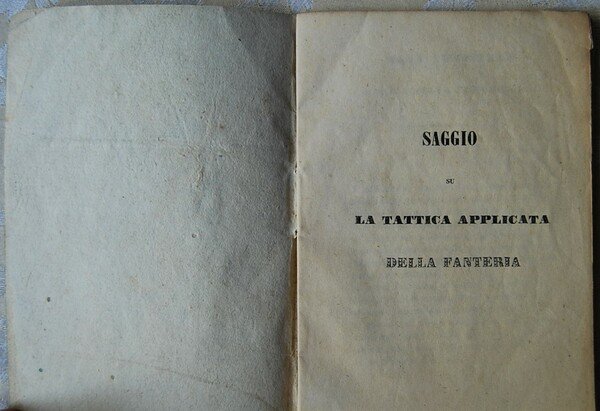 SAGGIO
SU
LA TATTICA APPLICATA
DELLA FANTERIA